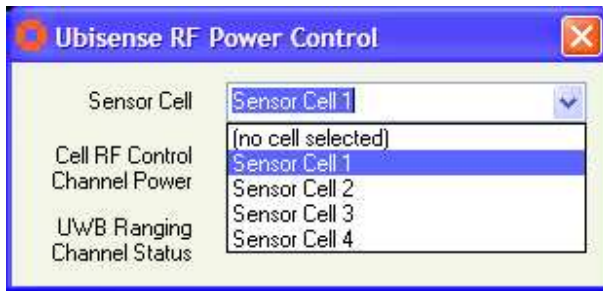 Ubisense RF Power Control
Sensor Cell
Sensor Cell 1
(no cell selected)
Sensor Cell 1
Sensor Cell 2
Sensor Cell 3
Sensor Cell 4
Cell RF Control
Channel Power
UWB Ranging
Channel Status